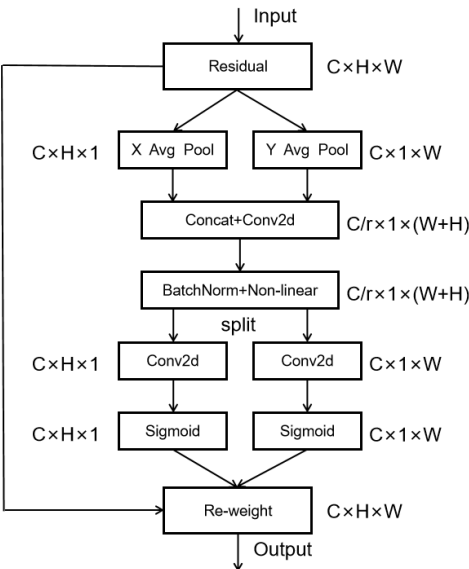 Input
Residual C×H×W
C×H×1 X Avg Pool Y Avg Pool C×1×W
Concat+Conv2d C/r×1×(W+H)
BatchNorm+Non-linear C/r×1×(W+H)
split
C×H×1 Conv2d Conv2d C×1×W
C×H×1 Sigmoid Sigmoid C×1×W
Re-weight C×H×W
Output